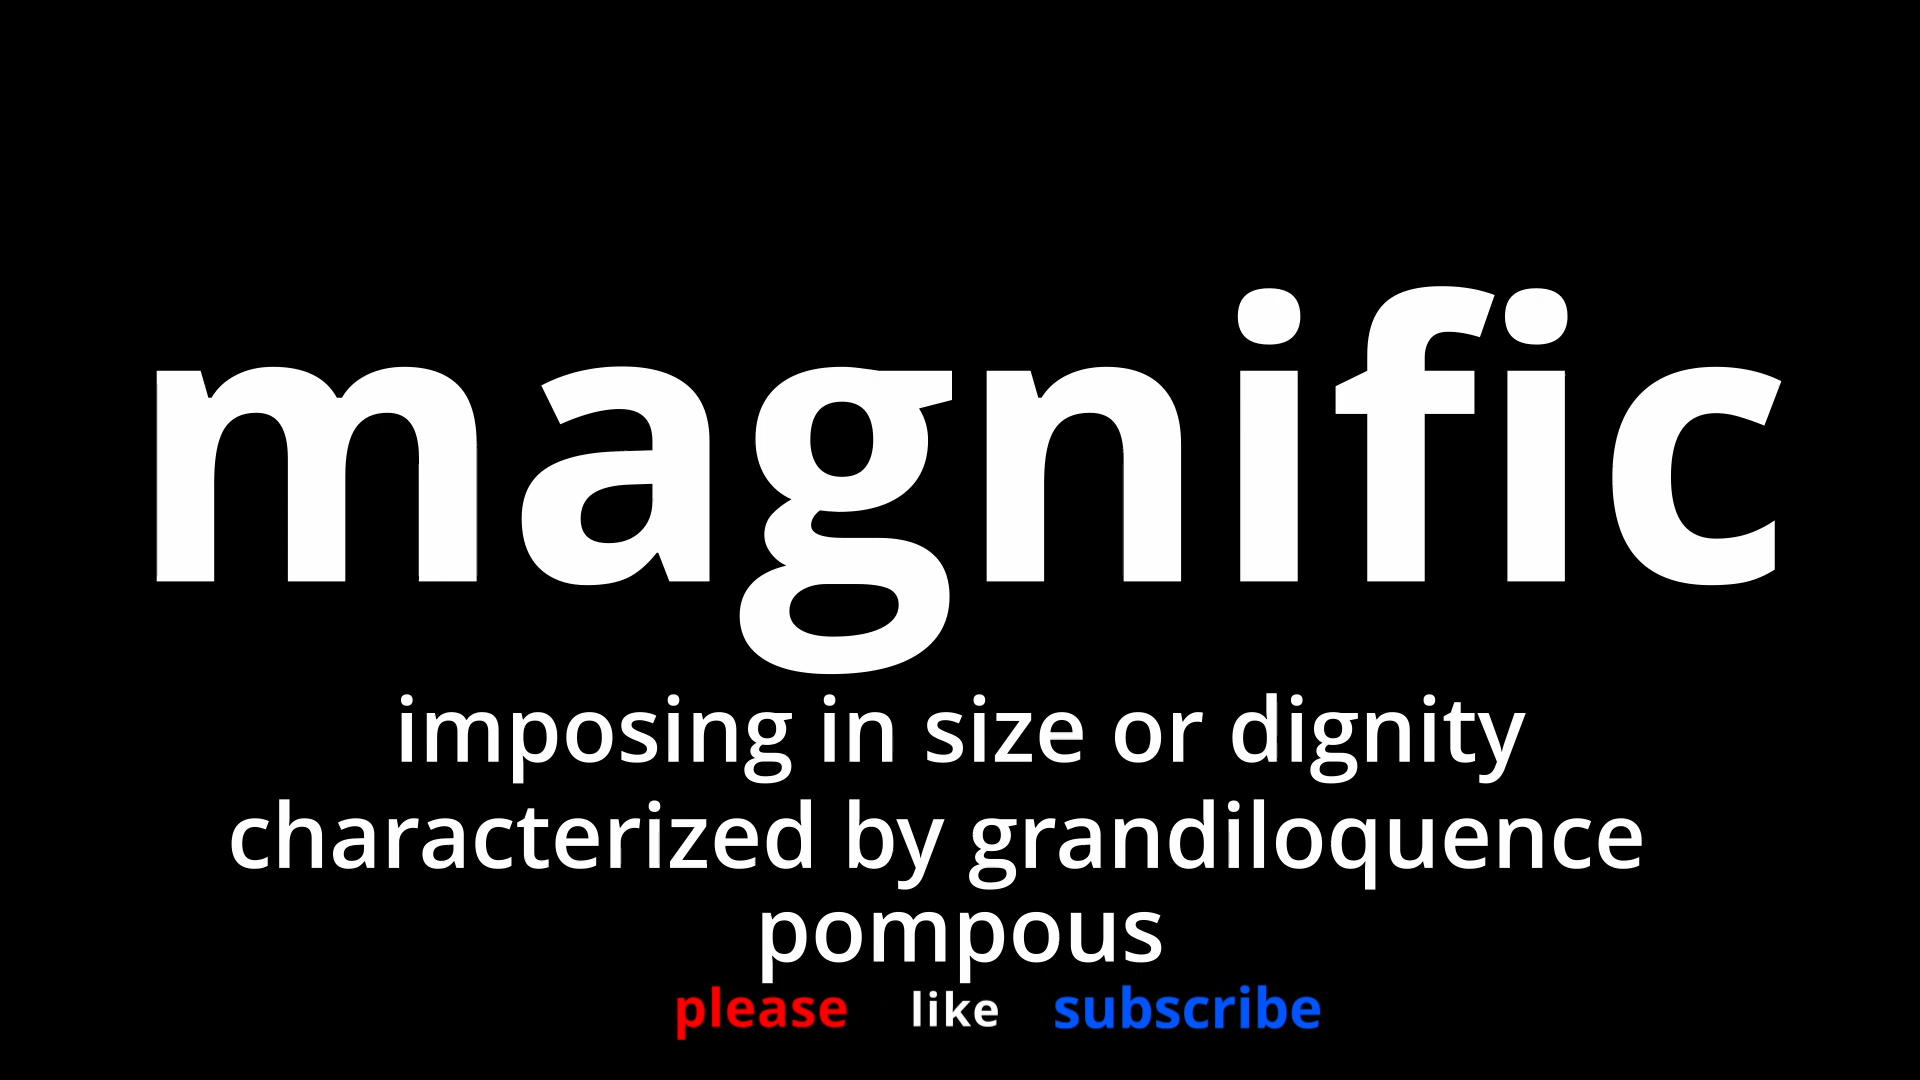 magnific
imposing in size or dignity
characterized by grandiloquence
pompous
please like subscribe